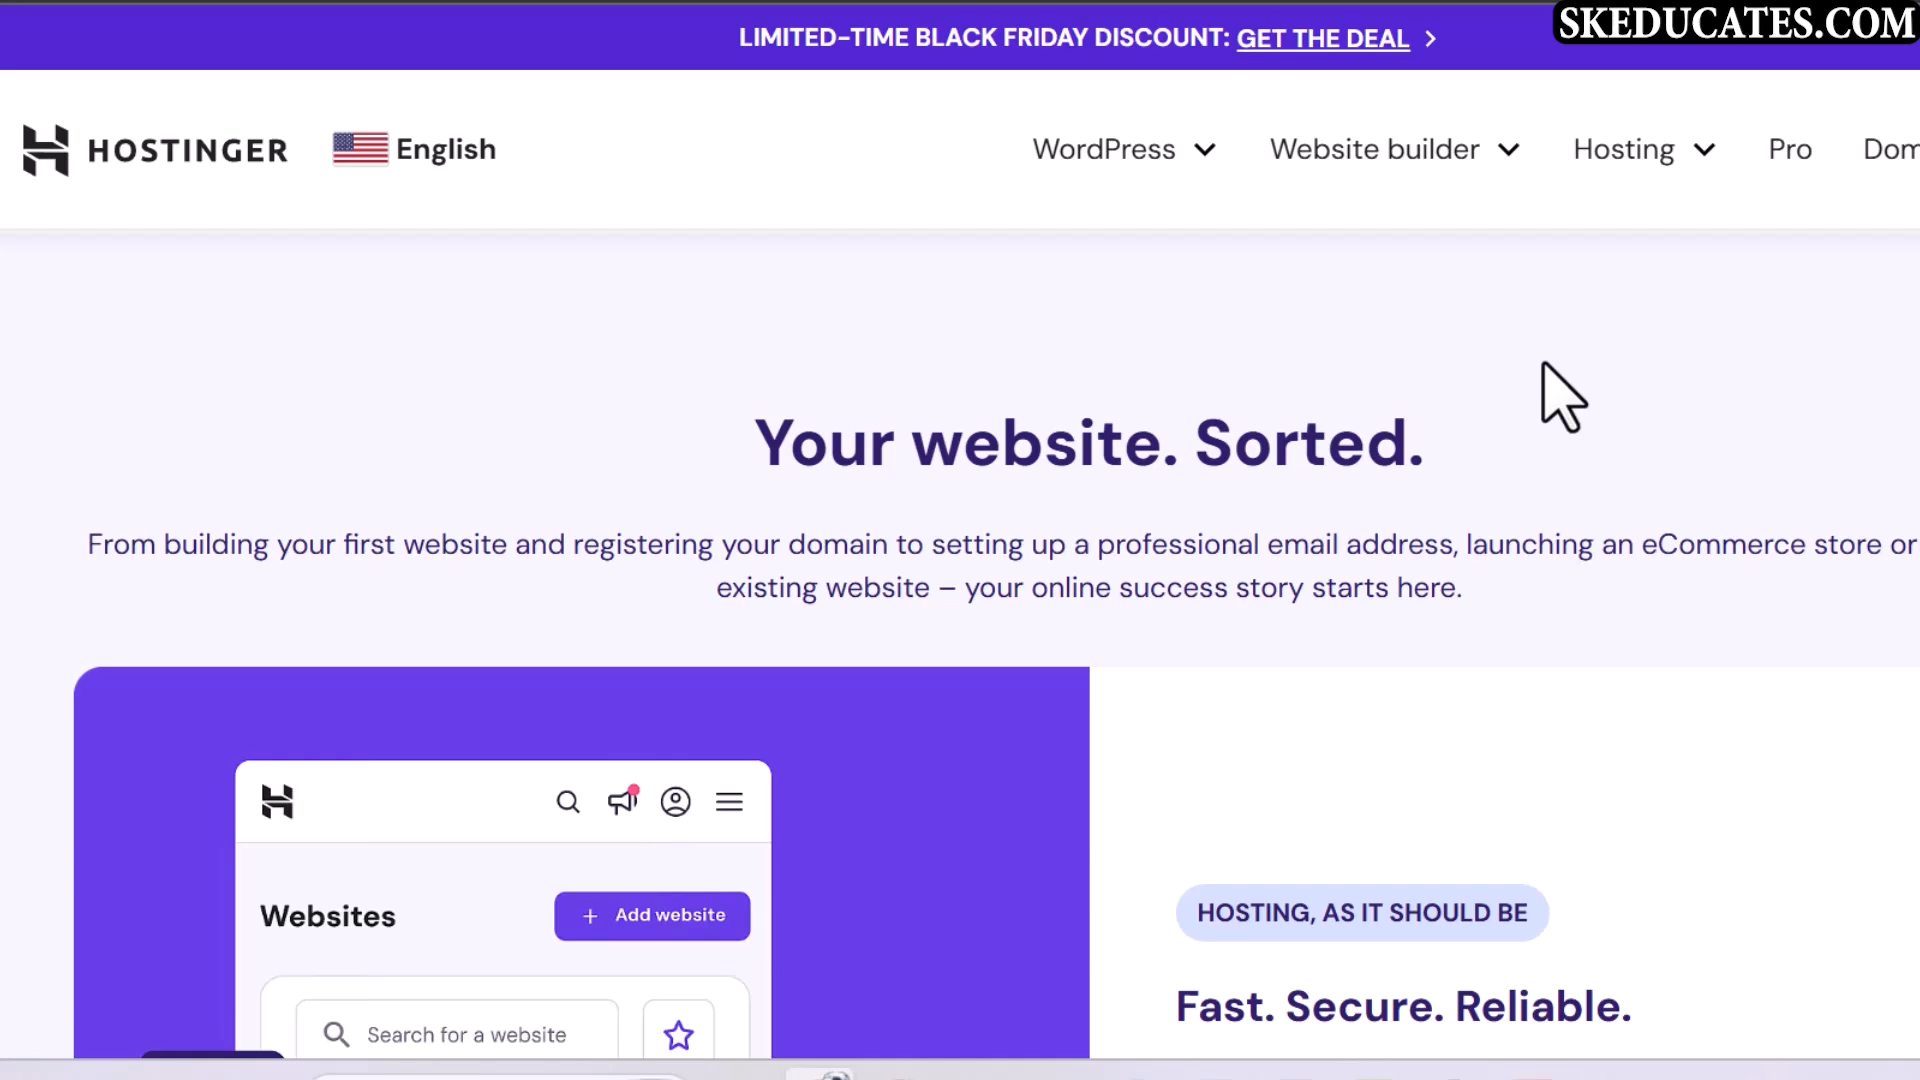 LIMITED-TIME BLACK FRIDAY DISCOUNT: GET THE DEAL
SKEDUCATES.COM
HOSTINGER English WordPress Website builder Hosting Pro Dom
Your website. Sorted.
From building your first website and registering your domain to setting up a professional email address, launching an eCommerce store or
existing website – your online success story starts here.
Websites
+ Add website
Search for a website
HOSTING, AS IT SHOULD BE
Fast. Secure. Reliable.